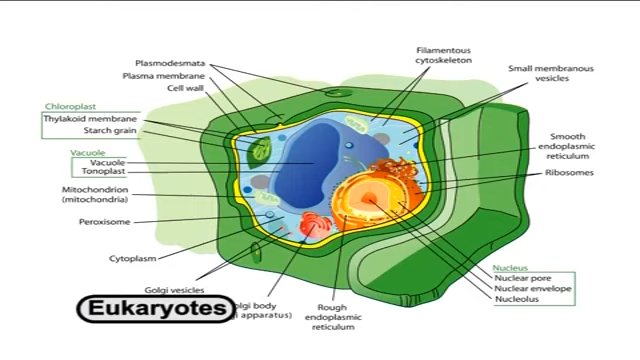 Plasmodesmata
Plasma membrane
Cell wall
Chloroplast
Thylakoid membrane
Starch grain
Vacuole
Vacuole
Tonoplast
Mitochondrion
(mitochondria)
Peroxisome
Cytoplasm
Golgi vesicles
Eukaryotes
Rough
endoplasmic
reticulum
Filamentous
cytoskeleton
Small membranous
vesicles
Smooth
endoplasmic
reticulum
Ribosomes
Nucleus
Nuclear pore
Nuclear envelope
Nucleolus
body
apparatus)